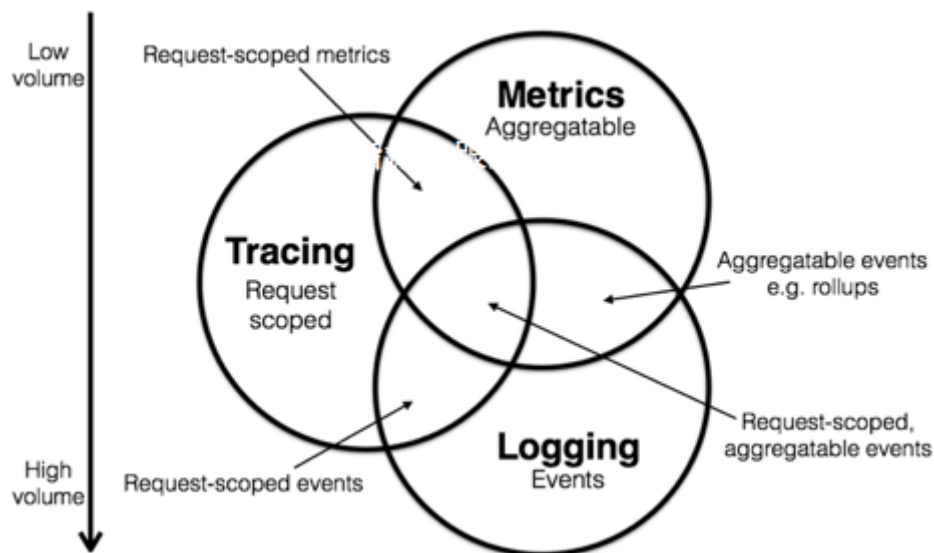 Low
volume
Request-scoped metrics
Metrics
Aggregatable
Tracing
Request
scoped
Aggregatable events
e.g. rollups
Request-scoped,
aggregatable events
Logging
Events
High
volume
Request-scoped events